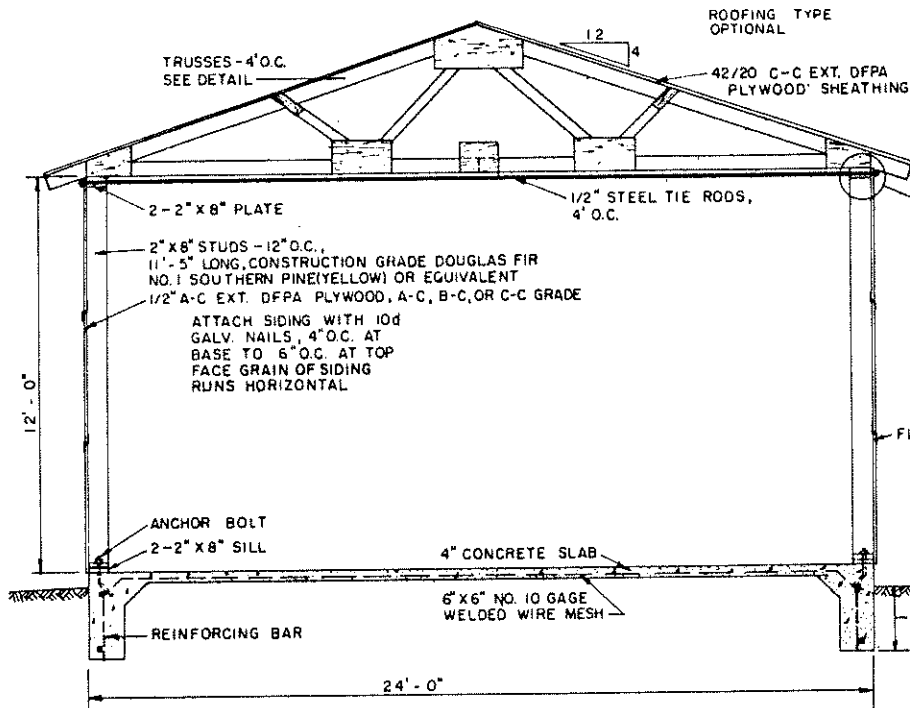 ROOFING TYPE
OPTIONAL
12
4
TRUSSES-4' O.C.
SEE DETAIL
42/20 C-C EXT. DFPA
PLYWOOD' SHEATHING
2-2" X 8" PLATE
1/2" STEEL TIE RODS,
4' O.C.
2" X 8" STUDS - 12" O.C.,
11'-5" LONG, CONSTRUCTION GRADE DOUGLAS FIR
NO. 1 SOUTHERN PINE(YELLOW) OR EQUIVALENT
1/2" A-C EXT. DFPA PLYWOOD, A-C, B-C, OR C-C GRADE
ATTACH SIDING WITH 10d
GALV. NAILS, 4" O.C. AT
BASE TO 6" O.C. AT TOP
FACE GRAIN OF SIDING
RUNS HORIZONTAL
12'-0"
ANCHOR BOLT
2-2" X 8" SILL
4" CONCRETE SLAB
6" X 6" NO. 10 GAGE
WELDED WIRE MESH
REINFORCING BAR
24'-0"